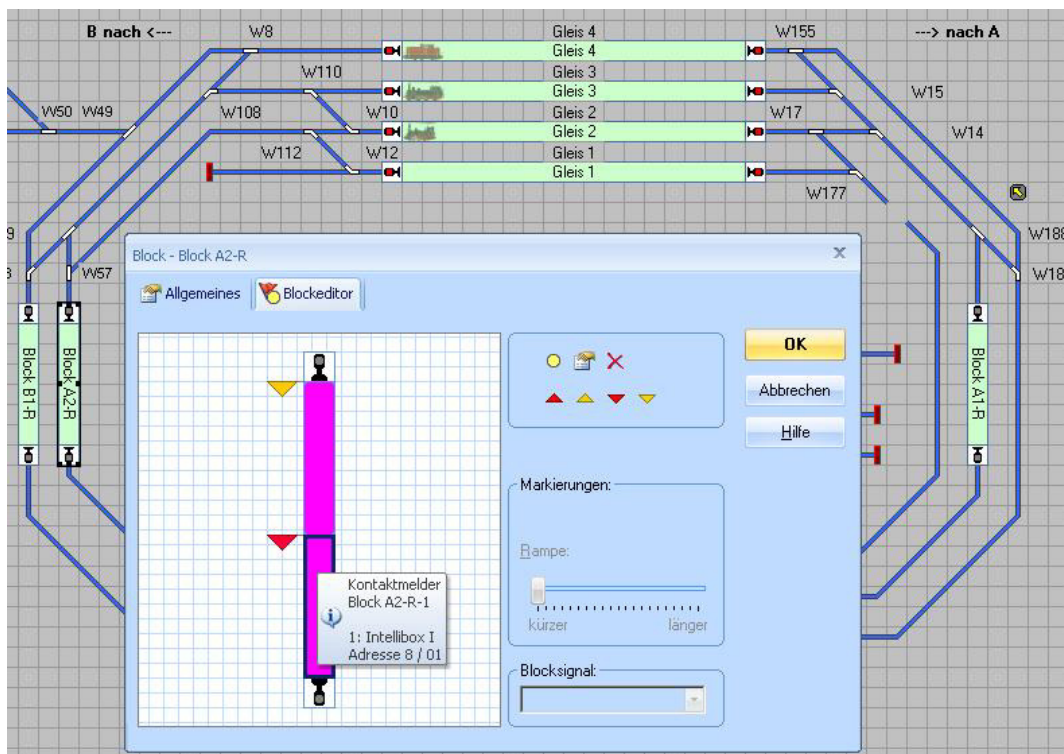 B nach <---
W8
Gleis 4
W155
---> nach A
Gleis 4
W110
Gleis 3
Gleis 3
W15
W50 W49
W108
W10
Gleis 2
W17
Gleis 2
W14
W112
W12
Gleis 1
Gleis 1
W177
9
W188
8
W57
W18
Block B1-R
Block A2-R
Block A1-R
Block - Block A2-R
x
Allgemeines
Blockeditor
OK
Abbrechen
Hilfe
Markierungen:
Rampe:
kürzer
länger
Blocksignal:
Kontaktmelder
Block A2-R-1
1: Intellibox I
Adresse 8 / 01